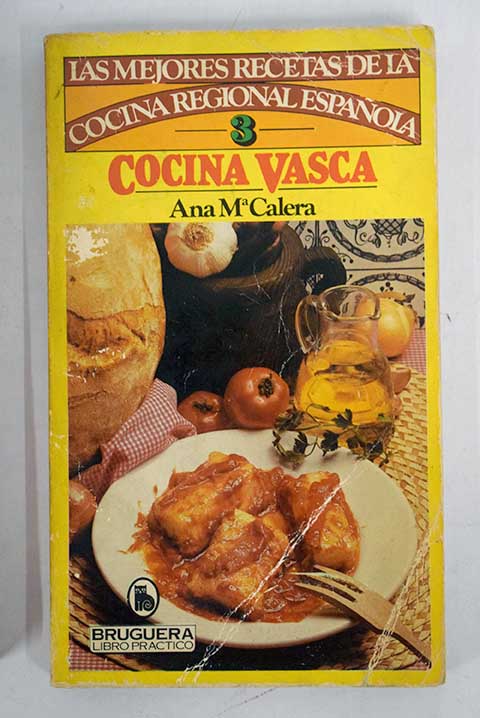 LAS MEJORES RECETAS DE LA
COCINA REGIONAL ESPAÑOLA
3
COCINA VASCA
Ana Mª Calera
BRUGUERA
LIBRO PRACTICO